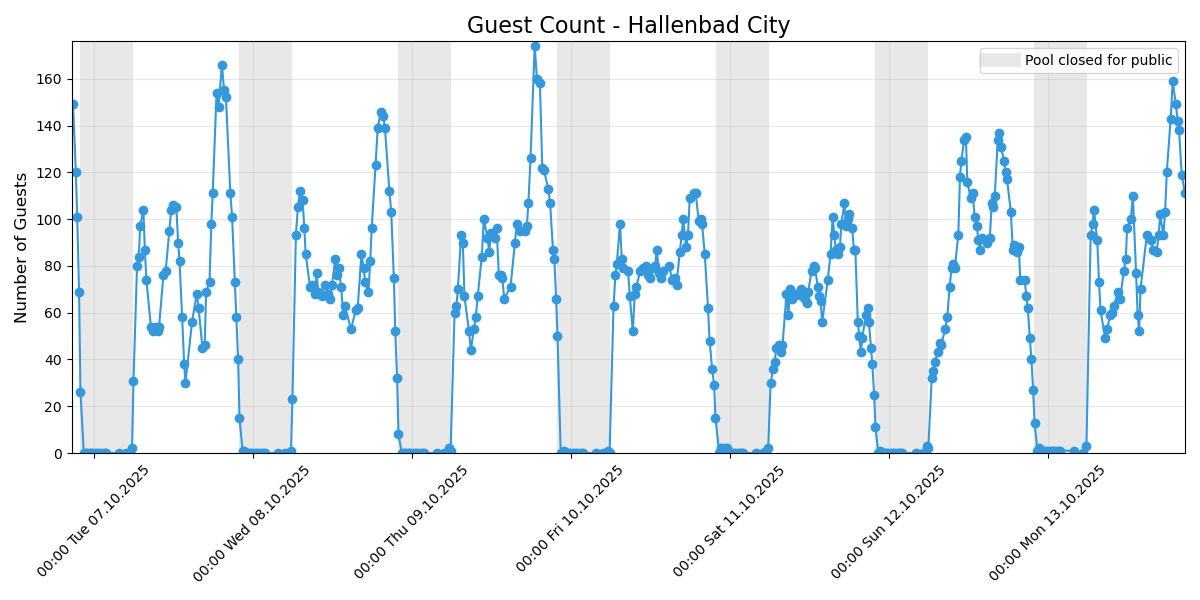 Guest Count - Hallenbad City
Pool closed for public
Number of Guests
160
140
120
100
80
60
40
20
0
00:00 Tue 07.10.2025
00:00 Wed 08.10.2025
00:00 Thu 09.10.2025
00:00 Fri 10.10.2025
00:00 Sat 11.10.2025
00:00 Sun 12.10.2025
00:00 Mon 13.10.2025